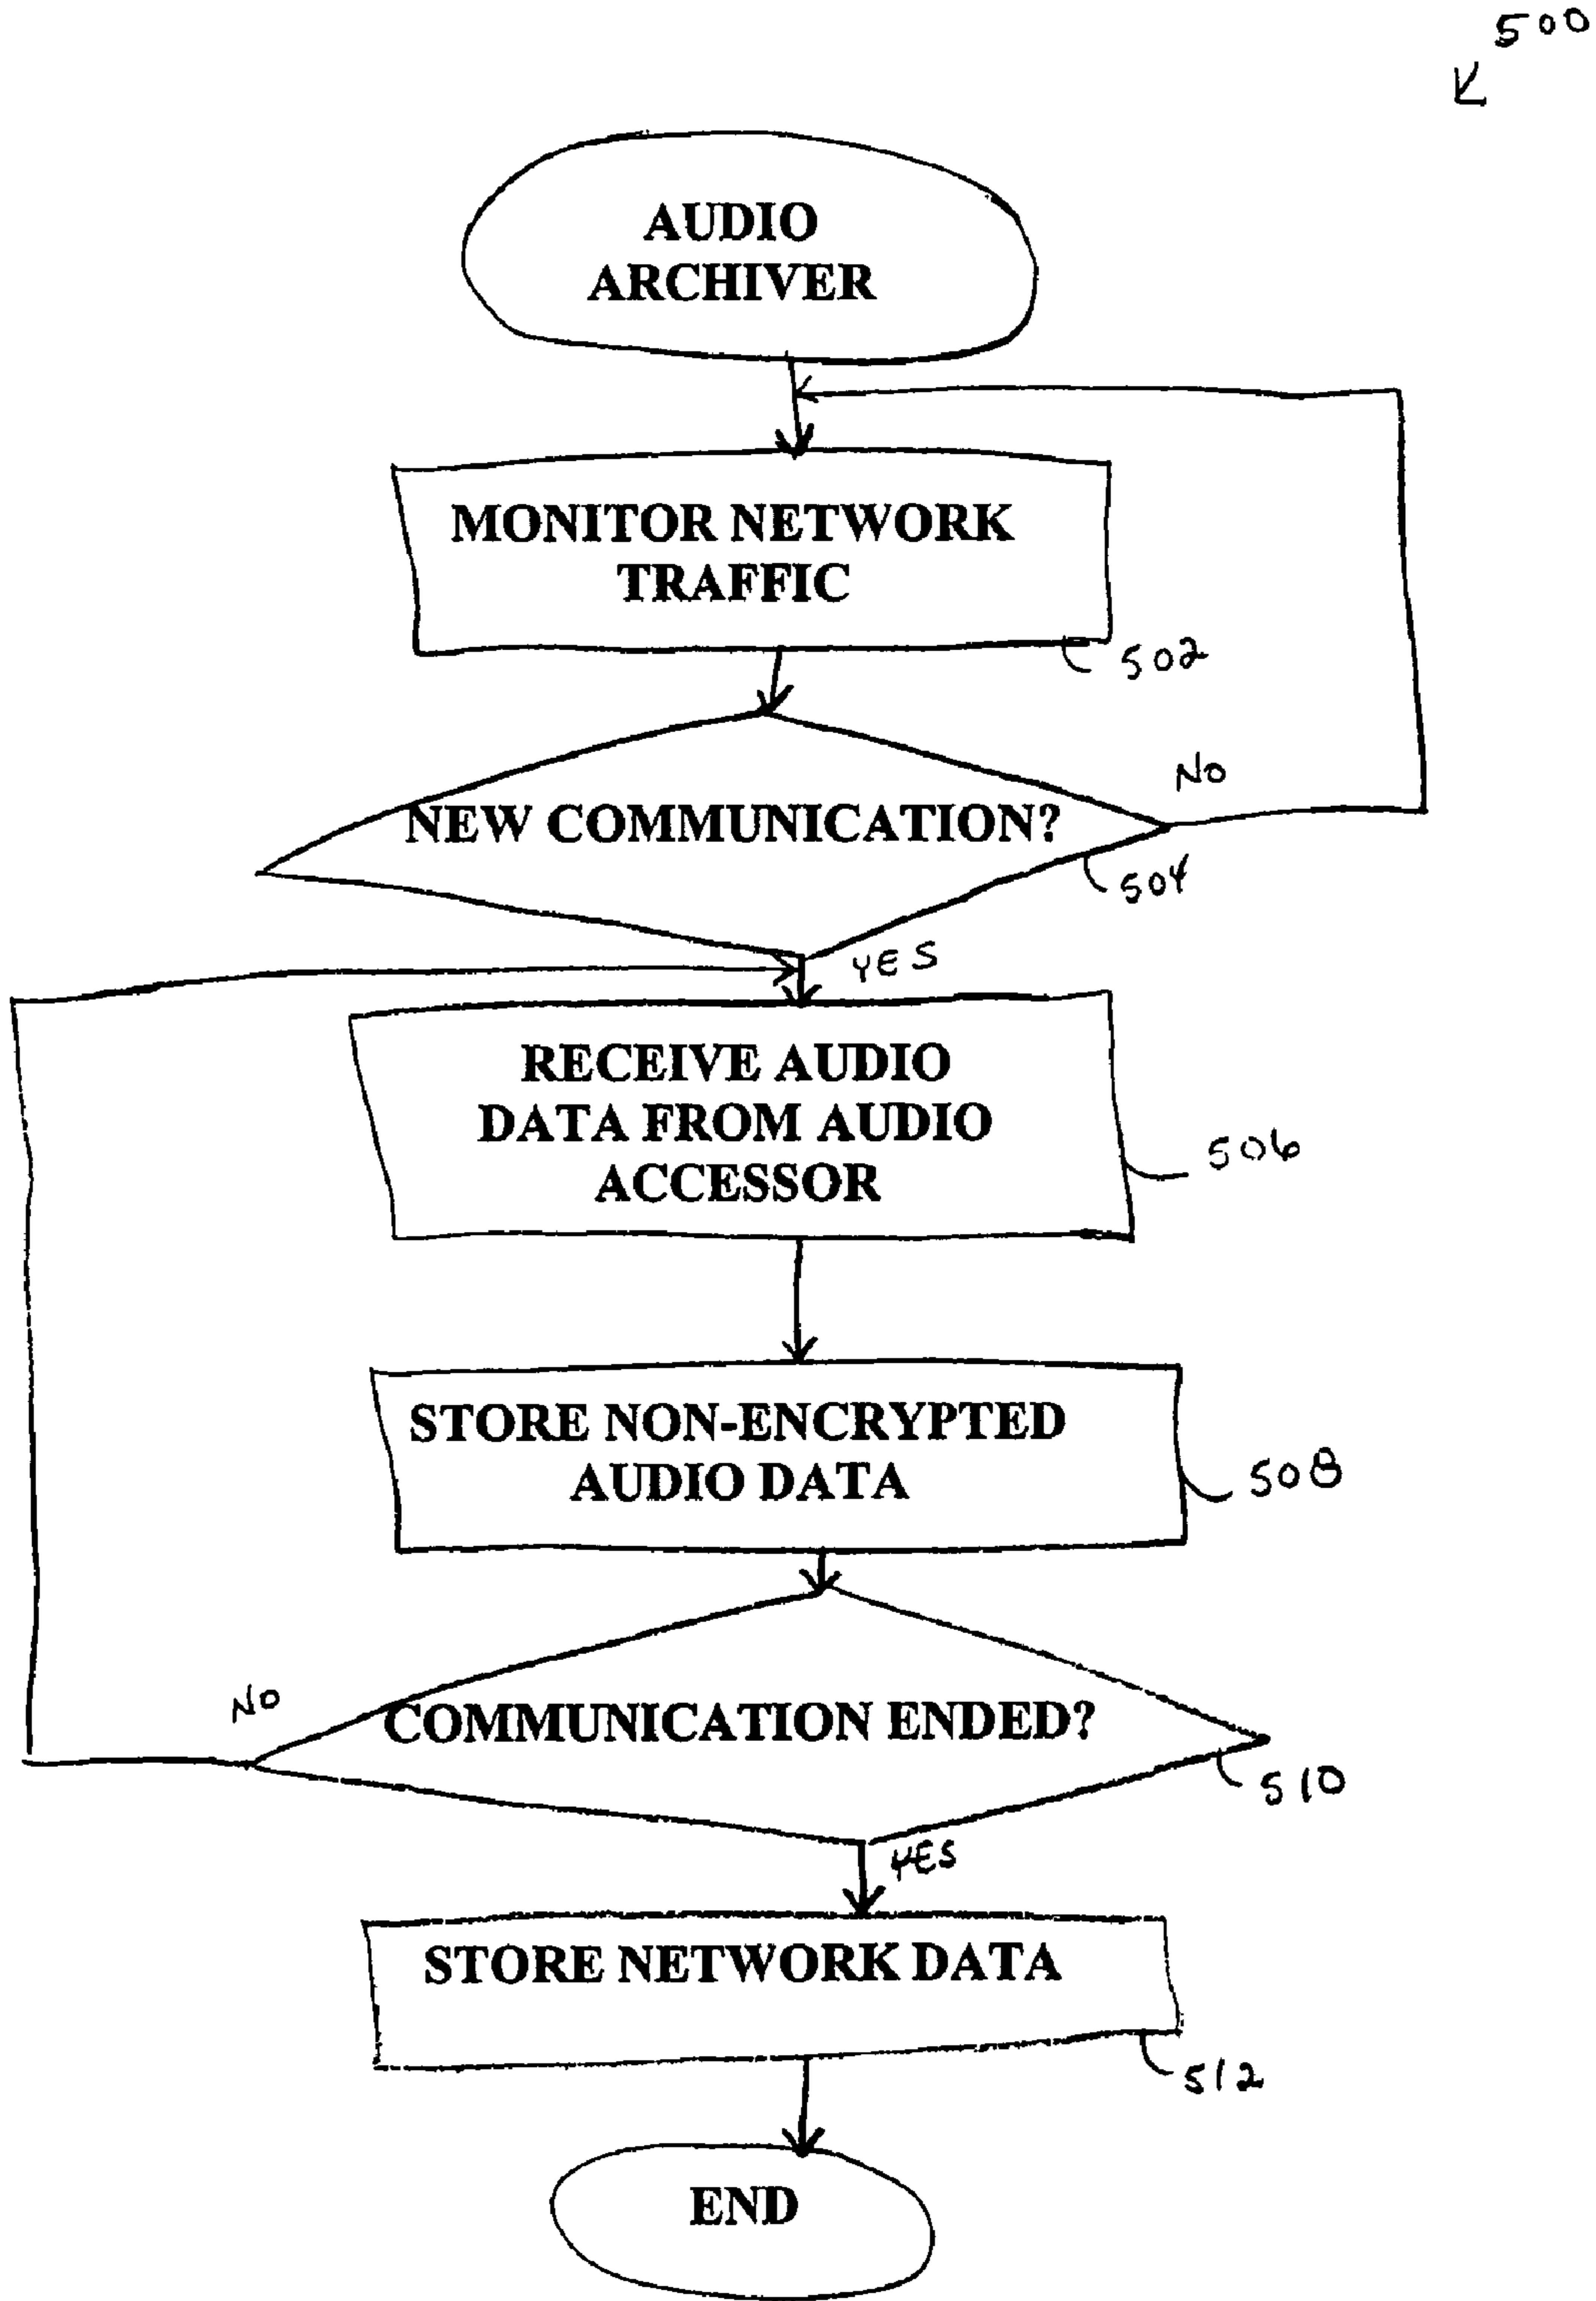 500
AUDIO
ARCHIVER
MONITOR NETWORK
TRAFFIC
502
NO
NEW COMMUNICATION?
504
YES
RECEIVE AUDIO
DATA FROM AUDIO
ACCESSOR
506
STORE NON-ENCRYPTED
AUDIO DATA
508
NO
COMMUNICATION ENDED?
510
YES
STORE NETWORK DATA
512
END